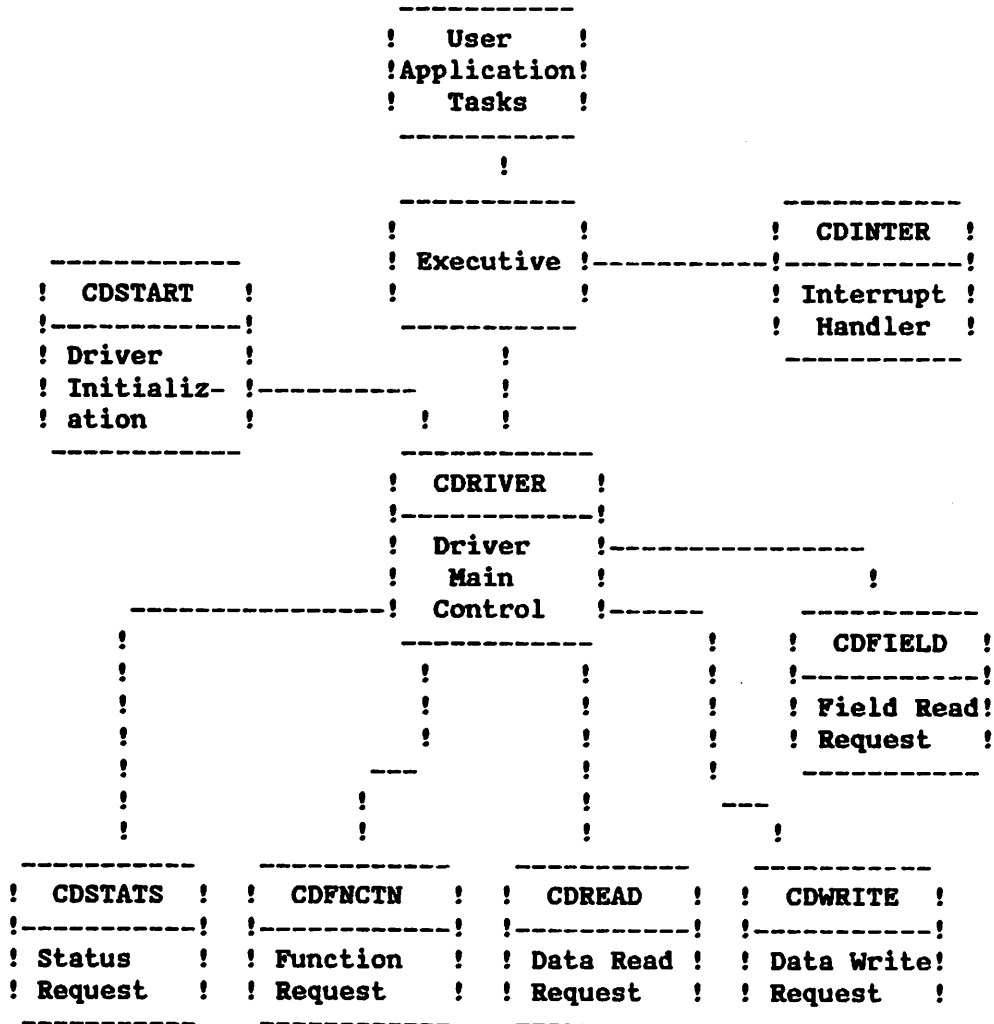 User
Application
Tasks
Executive
CDINTER
Interrupt
Handler
CDSTART
Driver
Initializ-
ation
CDRIVER
Driver
Main
Control
CDFIELD
Field Read
Request
CDSTATS
Status
Request
CDFNCTN
Function
Request
CDREAD
Data Read
Request
CDWRITE
Data Write
Request